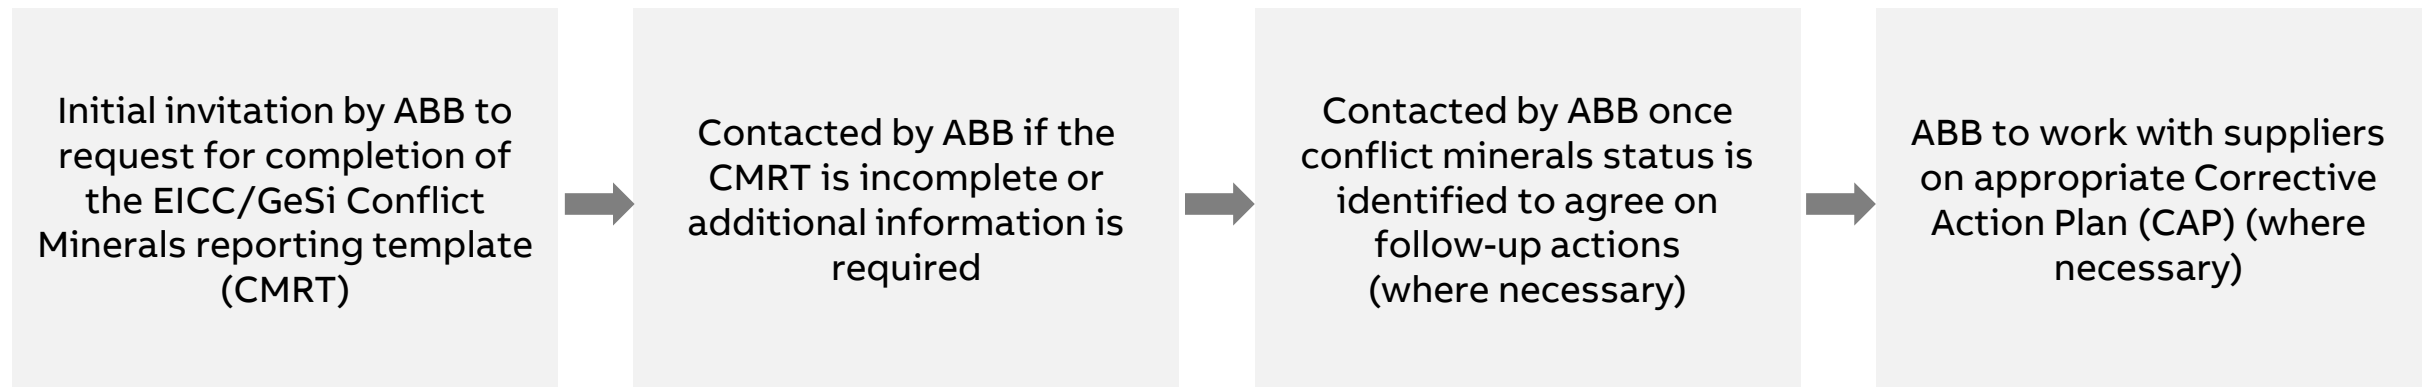 Initial invitation by ABB to
request for completion of
the EICC/GeSi Conflict
Minerals reporting template
(CMRT)
Contacted by ABB if the
CMRT is incomplete or
additional information is
required
Contacted by ABB once
conflict minerals status is
identified to agree on
follow-up actions
(where necessary)
ABB to work with suppliers
on appropriate Corrective
Action Plan (CAP) (where
necessary)